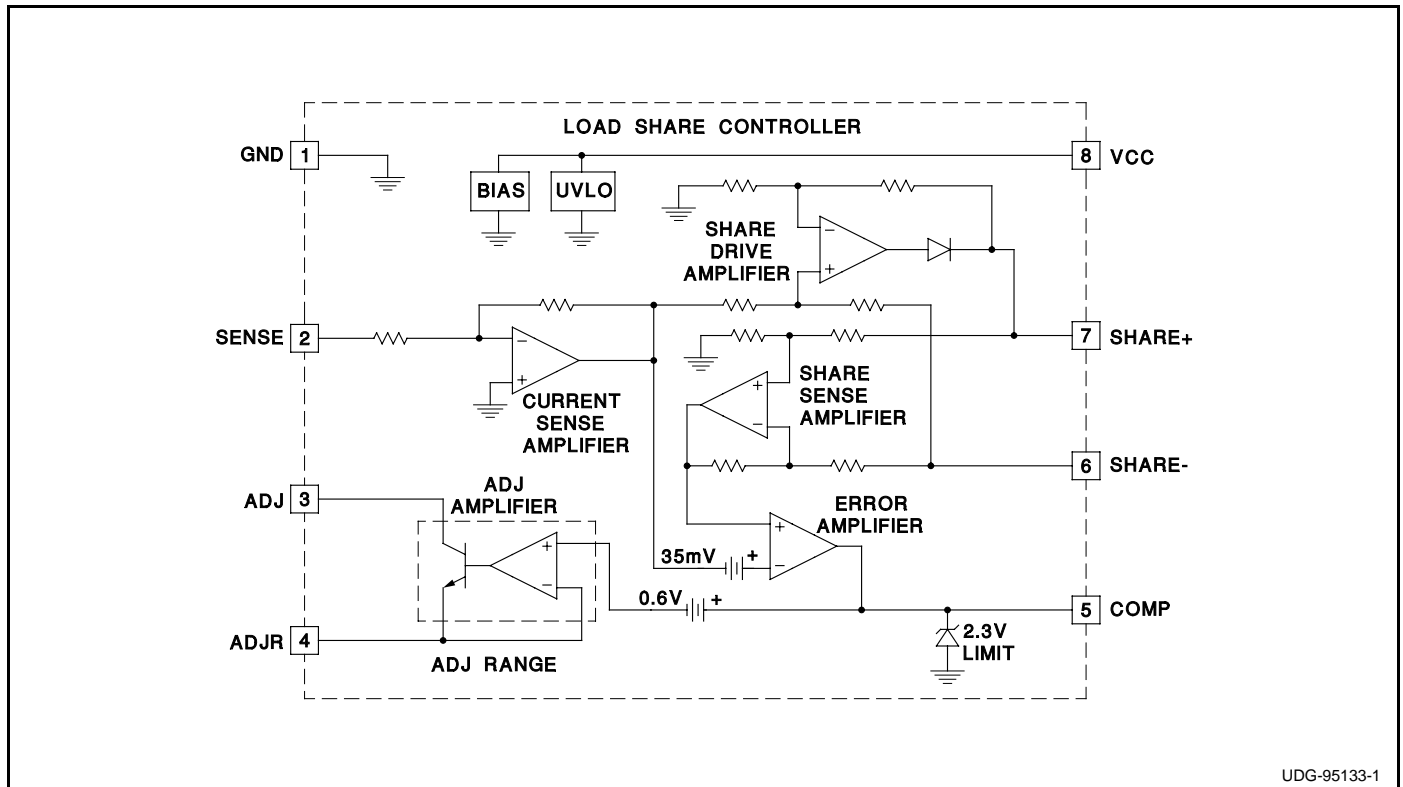 LOAD SHARE CONTROLLER
GND 1
8 VCC
BIAS
UVLO
SHARE
DRIVE
AMPLIFIER
−
+
SENSE 2
−
+
CURRENT
SENSE
AMPLIFIER
7 SHARE+
SHARE
SENSE
AMPLIFIER
+
−
6 SHARE-
ADJ 3
ADJ
AMPLIFIER
+
−
ERROR
AMPLIFIER
+
−
35mV +
0.6V +
5 COMP
2.3V
LIMIT
ADJR 4
ADJ RANGE
UDG-95133-1